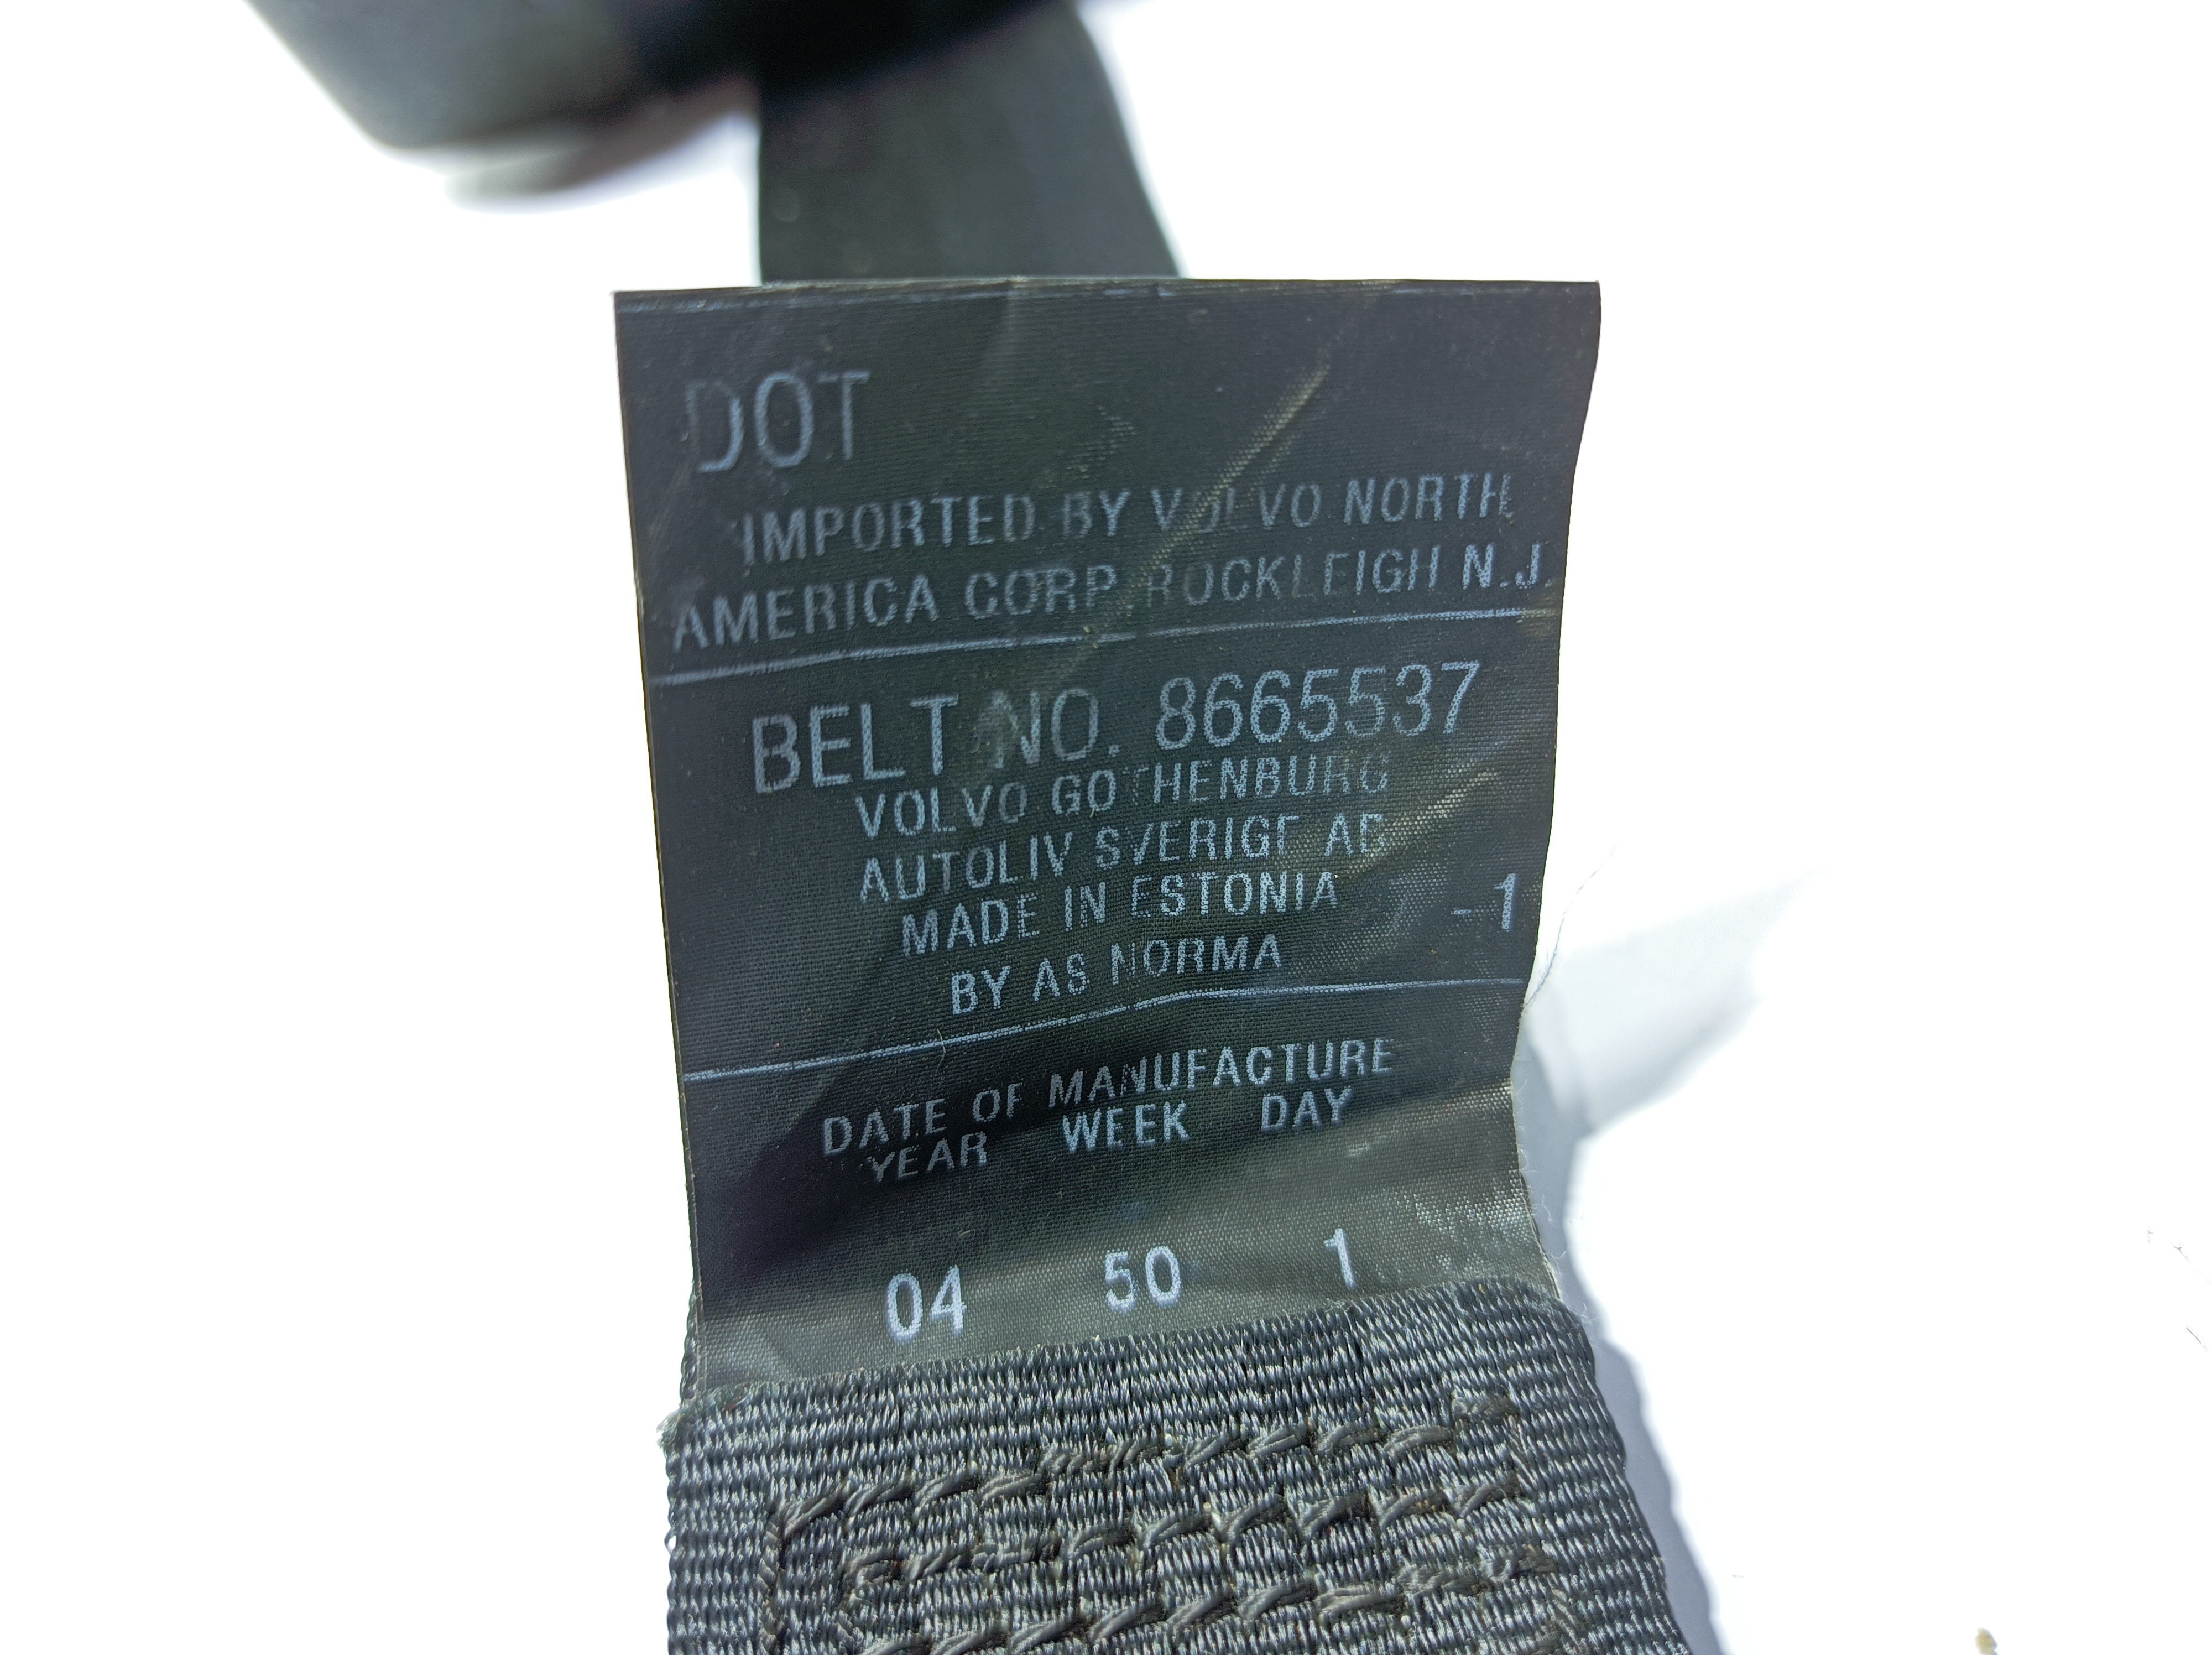 DOT
IMPORTED BY VOLVO NORTH
AMERICA CORP ROCKLEIGH N.J.
BELT NO. 8665537
VOLVO GOTHENBURG
AUTOLIV SVERIGE AB
MADE IN ESTONIA
-1
BY AS NORMA
DATE OF MANUFACTURE
YEAR WEEK DAY
04 50 1